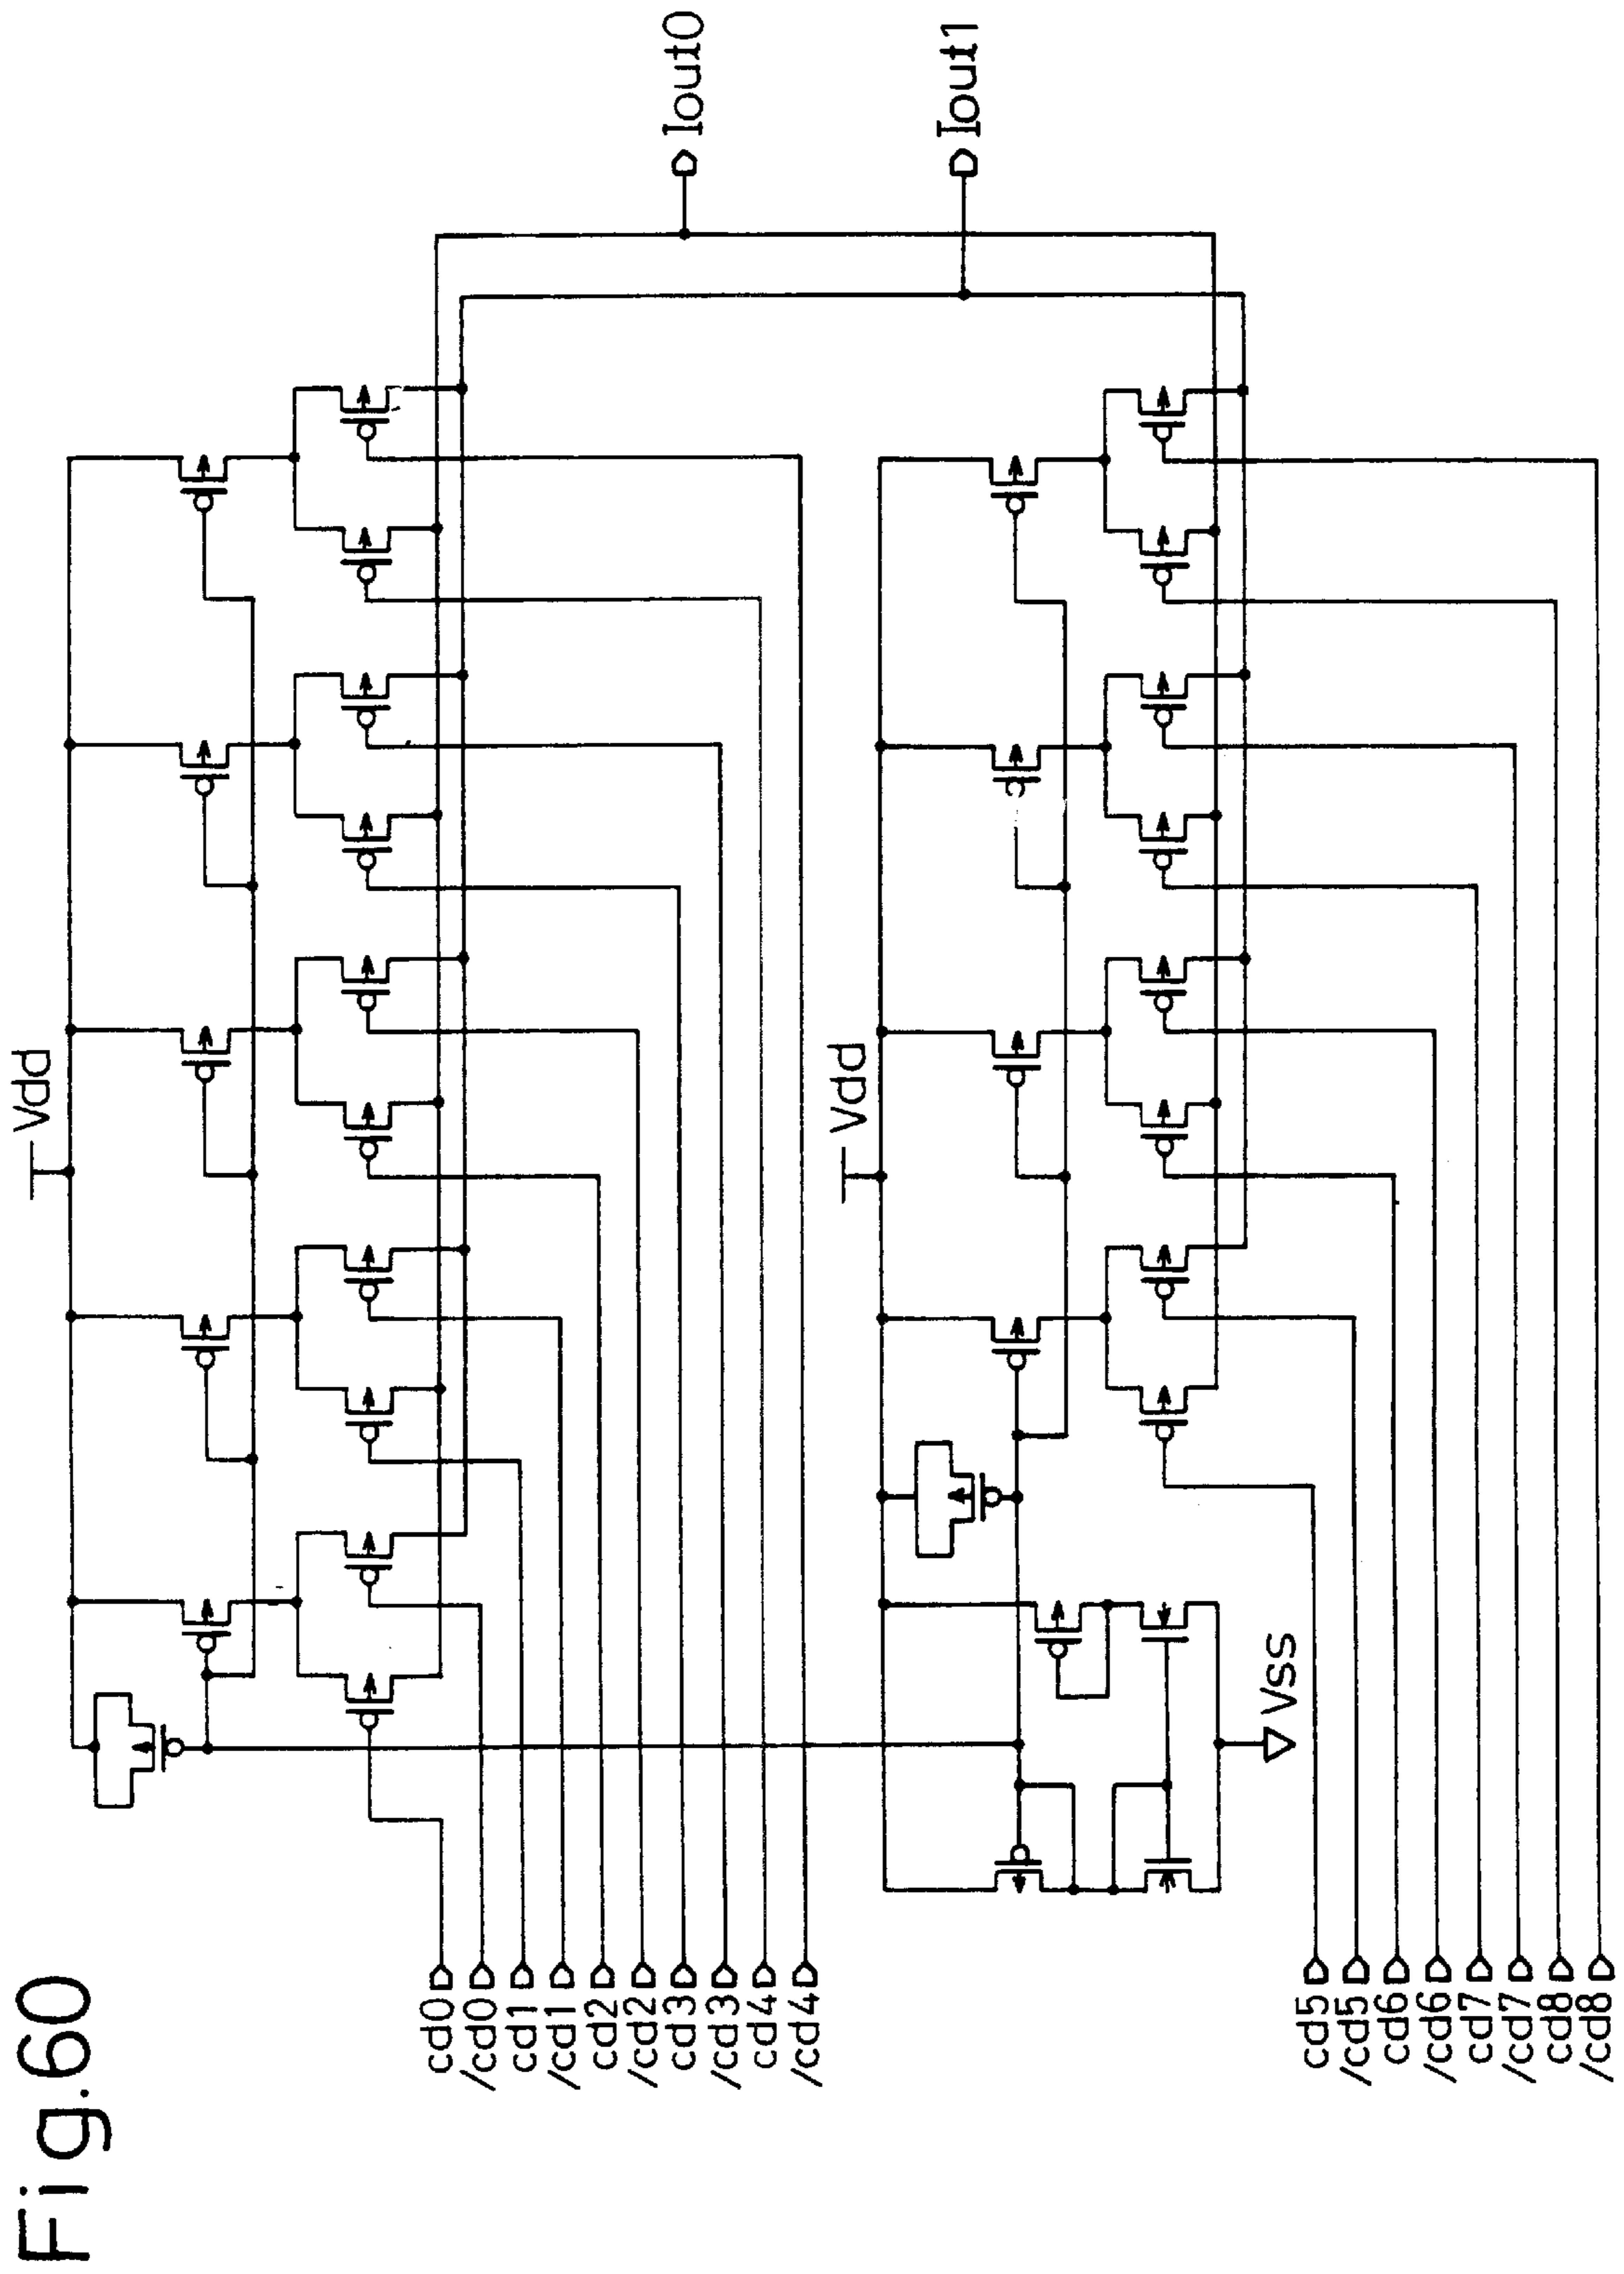 Fig.60
Vdd
Iout0
Iout1
cd0
/cd0
cd1
/cd1
cd2
/cd2
cd3
/cd3
cd4
/cd4
Vdd
Vss
cd5
/cd5
cd6
/cd6
cd7
/cd7
cd8
/cd8